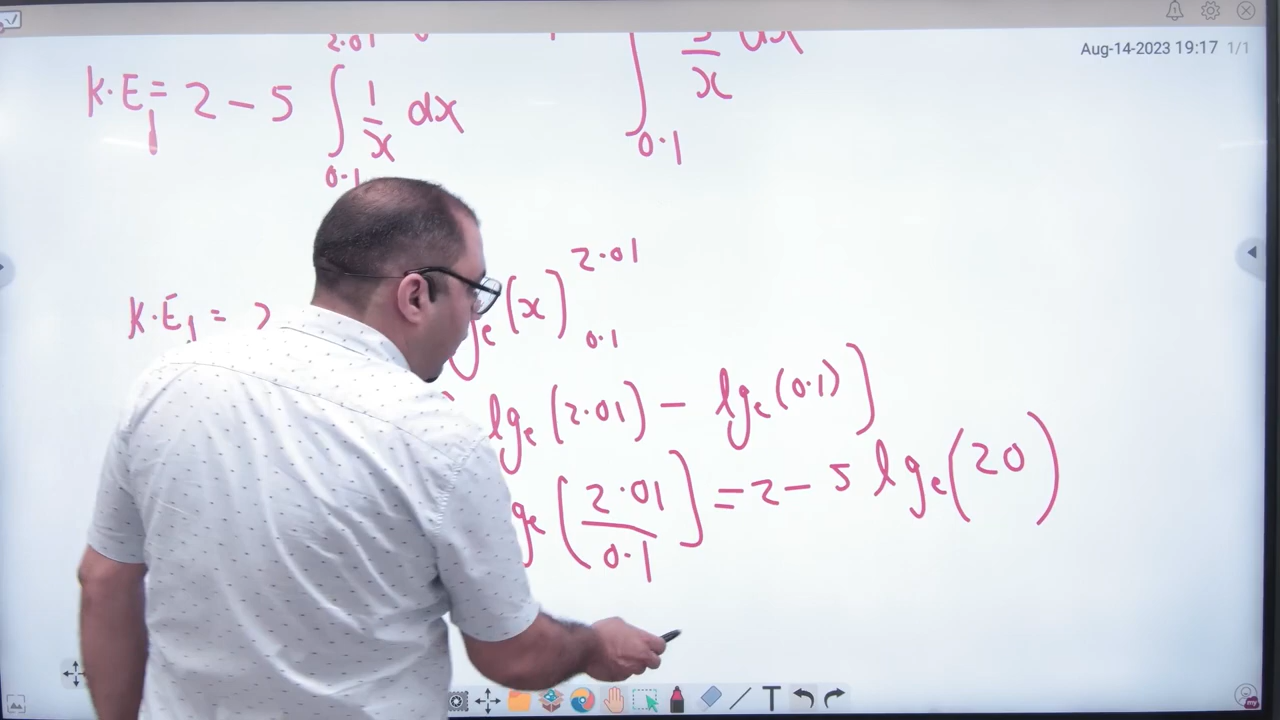 Aug-14-2023 19:17 1/1
2.01
K.E₁ = 2 - 5 ∫ 1/x dx
0.1
∫ 5/x dx
0.1
K.E₁ = 2
(x)
2.01
0.1
lgₑ(2.01) - lgₑ(0.1)]
gₑ(2.01/0.1] = 2 - 5 lgₑ(20)